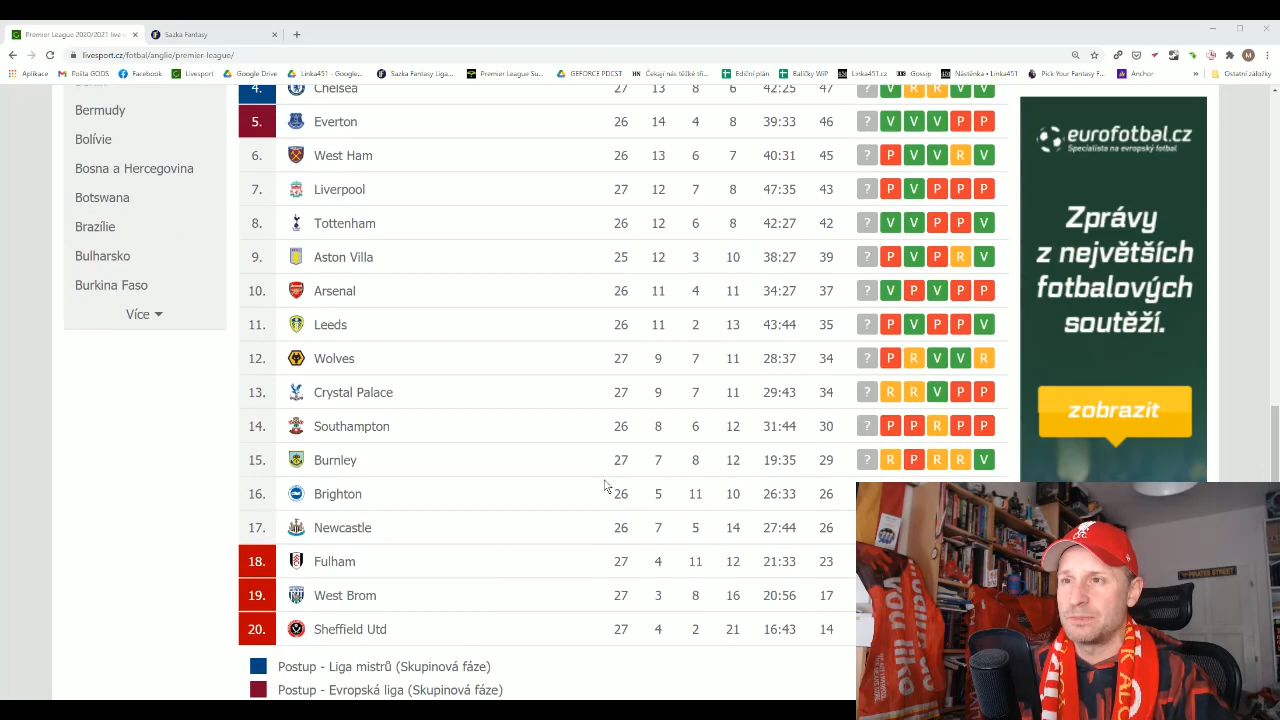 Premier League 2020/2021 live
Sazka Fantasy
livesport.cz/fotbal/anglie/premier-league/
Aplikace Pošta GODS Facebook Livesport Google Drive Linka451 - Google... Sazka Fantasy Liga... Premier League Su... GEFORCE PDCST Čekají nás těžké tři... Ediční plán Balíčky WiP Linka451.cz Gossip Nástěnka • Linka451 Pick Your Fantasy F... Anchor » Ostatní záložky
Bermudy
Bolívie
Bosna a Hercegovina
Botswana
Brazílie
Bulharsko
Burkina Faso
Více
4. Chelsea 27 13 8 6 42:25 47 ? V R R V V
5. Everton 26 14 4 8 39:33 46 ? V V V P P
6. West Ham 26 13 6 7 40:31 45 ? P V V R V
7. Liverpool 27 12 7 8 47:35 43 ? P V P P P
8. Tottenham 26 12 6 8 42:27 42 ? V V P P V
9. Aston Villa 25 12 3 10 38:27 39 ? P V P R V
10. Arsenal 26 11 4 11 34:27 37 ? V P V P P
11. Leeds 26 11 2 13 43:44 35 ? P V P P V
12. Wolves 27 9 7 11 28:37 34 ? P R V V R
13. Crystal Palace 27 9 7 11 29:43 34 ? R R V P P
14. Southampton 26 8 6 12 31:44 30 ? P P R P P
15. Burnley 27 7 8 12 19:35 29 ? R P R R V
16. Brighton 26 5 11 10 26:33 26
17. Newcastle 26 7 5 14 27:44 26
18. Fulham 27 4 11 12 21:33 23
19. West Brom 27 3 8 16 20:56 17
20. Sheffield Utd 27 4 2 21 16:43 14
Postup - Liga mistrů (Skupinová fáze)
Postup - Evropská liga (Skupinová fáze)
eurofotbal.cz
Specialista na evropský fotbal
Zprávy
z největších
fotbalových
soutěží.
zobrazit